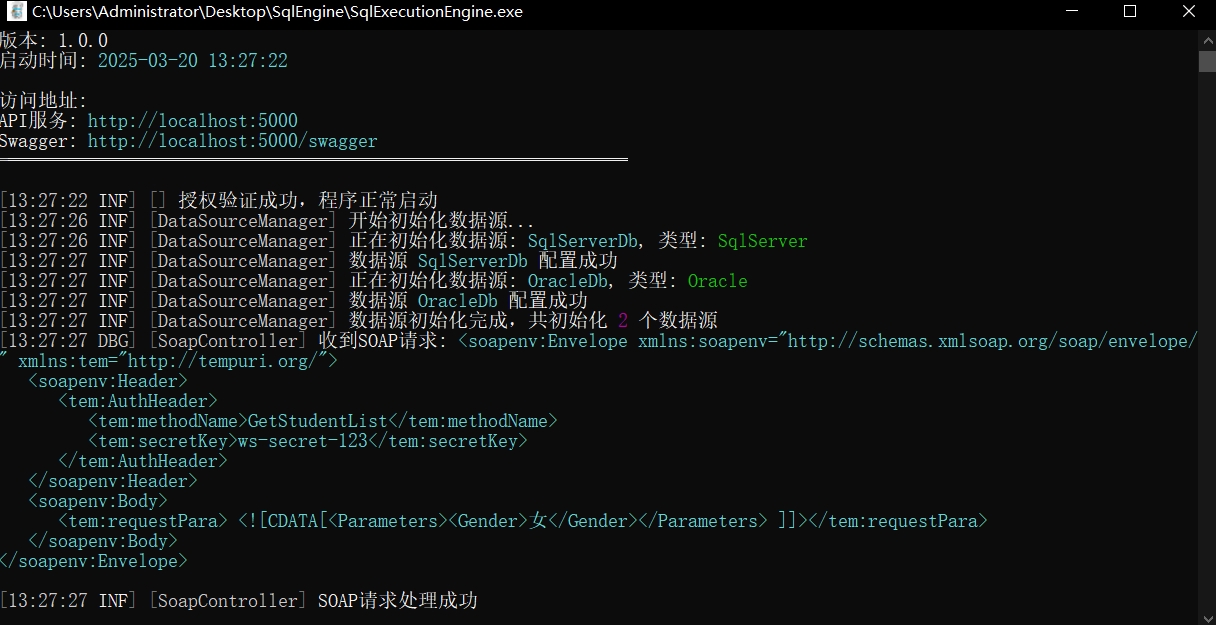 C:\Users\Administrator\Desktop\SqlEngine\SqlExecutionEngine.exe
版本: 1.0.0
启动时间: 2025-03-20 13:27:22
访问地址:
API服务: http://localhost:5000
Swagger: http://localhost:5000/swagger
[13:27:22 INF] [] 授权验证成功，程序正常启动
[13:27:26 INF] [DataSourceManager] 开始初始化数据源...
[13:27:26 INF] [DataSourceManager] 正在初始化数据源: SqlServerDb, 类型: SqlServer
[13:27:27 INF] [DataSourceManager] 数据源 SqlServerDb 配置成功
[13:27:27 INF] [DataSourceManager] 正在初始化数据源: OracleDb, 类型: Oracle
[13:27:27 INF] [DataSourceManager] 数据源 OracleDb 配置成功
[13:27:27 INF] [DataSourceManager] 数据源初始化完成，共初始化 2 个数据源
[13:27:27 DBG] [SoapController] 收到SOAP请求: <soapenv:Envelope xmlns:soapenv="http://schemas.xmlsoap.org/soap/envelope/
" xmlns:tem="http://tempuri.org/">
<soapenv:Header>
<tem:AuthHeader>
<tem:methodName>GetStudentList</tem:methodName>
<tem:secretKey>ws-secret-123</tem:secretKey>
</tem:AuthHeader>
</soapenv:Header>
<soapenv:Body>
<tem:requestPara> <![CDATA[<Parameters><Gender>女</Gender></Parameters> ]]></tem:requestPara>
</soapenv:Body>
</soapenv:Envelope>
[13:27:27 INF] [SoapController] SOAP请求处理成功